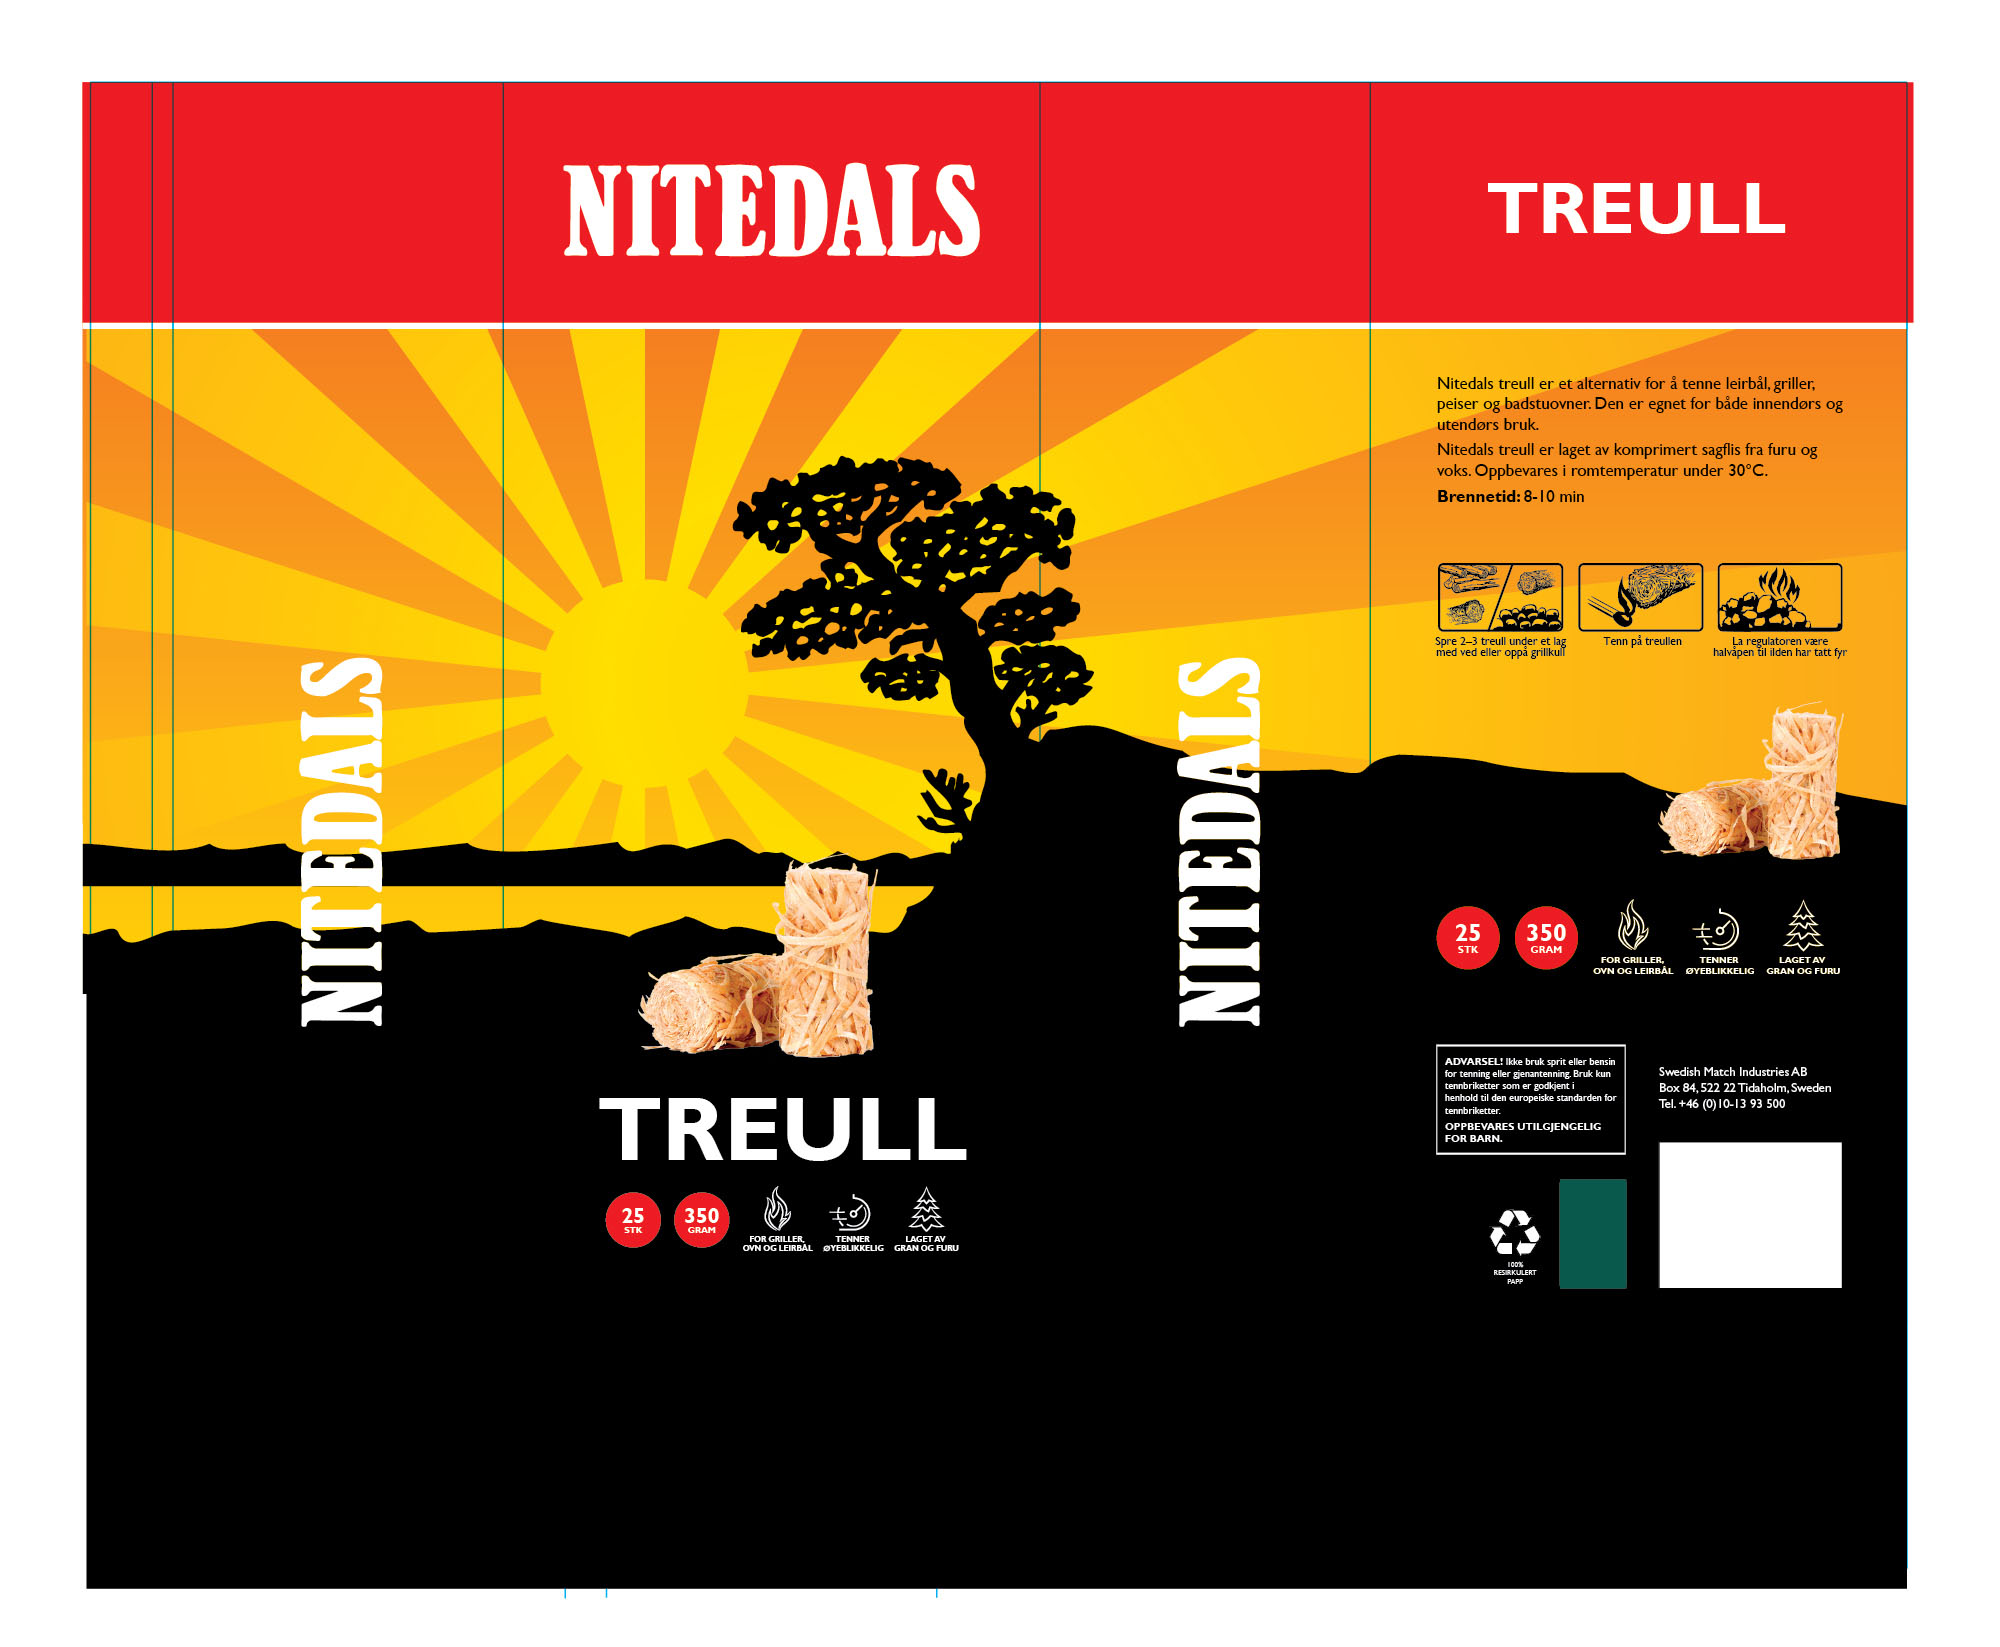 NITEDALS
TREULL
Nitedals treull er et alternativ for å tenne leirbål, griller,
peiser og badstuovner. Den er egnet for både innendørs og
utendørs bruk.
Nitedals treull er laget av komprimert sagflis fra furu og
voks. Oppbevares i romtemperatur under 30°C.
Brennetid: 8-10 min
Spre 2–3 treull under et lag
med ved eller oppå grillkull
Tenn på treullen
La regulatoren være
halvåpen til ilden har tatt fyr
NITEDALS
NITEDALS
25
STK
350
GRAM
FOR GRILLER,
OVN OG LEIRBÅL
TENNER
ØYEBLIKKELIG
LAGET AV
GRAN OG FURU
ADVARSEL! Ikke bruk sprit eller bensin
for tenning eller gjenantenning. Bruk kun
tennbriketter som er godkjent i
henhold til den europeiske standarden for
tennbriketter.
OPPBEVARES UTILGJENGELIG
FOR BARN.
Swedish Match Industries AB
Box 84, 522 22 Tidaholm, Sweden
Tel. +46 (0)10-13 93 500
TREULL
25
STK
350
GRAM
FOR GRILLER,
OVN OG LEIRBÅL
TENNER
ØYEBLIKKELIG
LAGET AV
GRAN OG FURU
100%
RESIRKULERT
PAPP